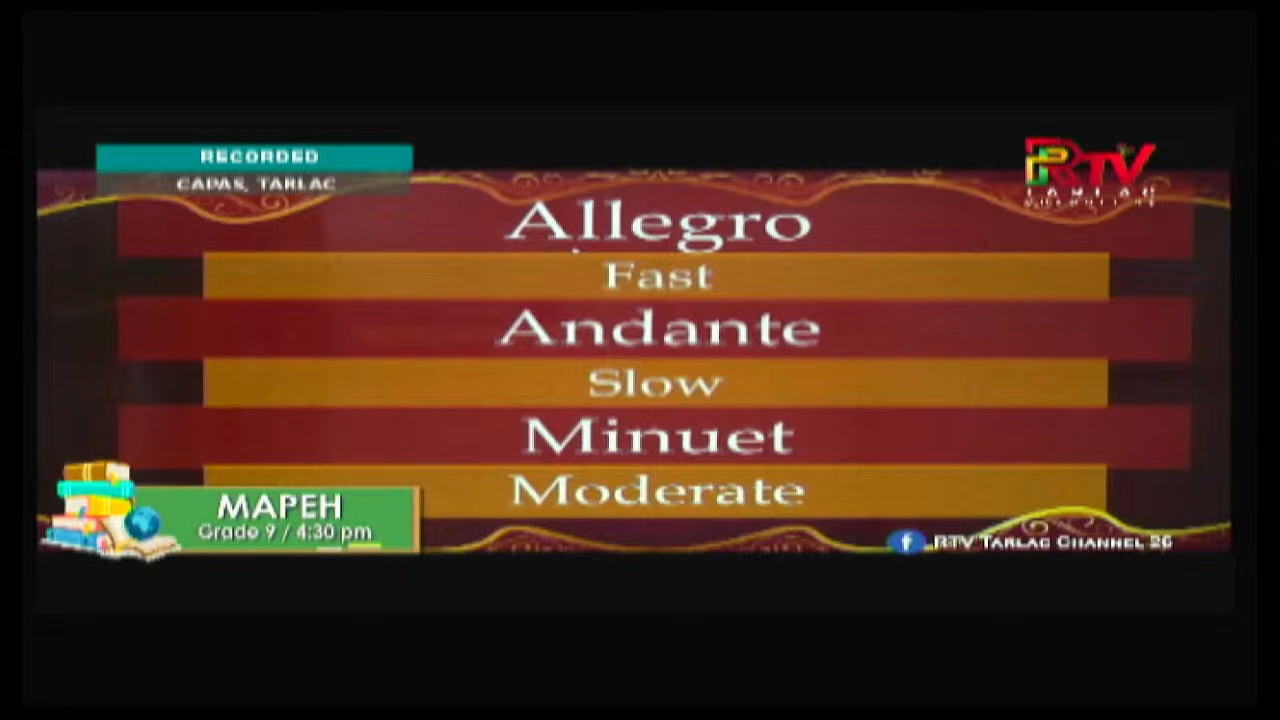 RECORDED
CAPAS, TARLAC
RTV
TARLAC
Allegro
Fast
Andante
Slow
Minuet
Moderate
MAPEH
Grade 9 / 4:30 pm
RTV TARLAC CHANNEL 26